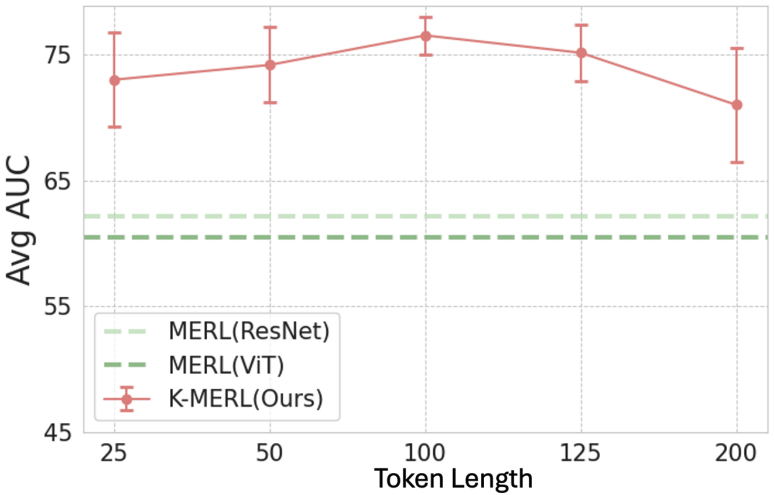 Avg AUC
75
65
55
45
MERL(ResNet)
MERL(ViT)
K-MERL(Ours)
25 50 100 125 200
Token Length